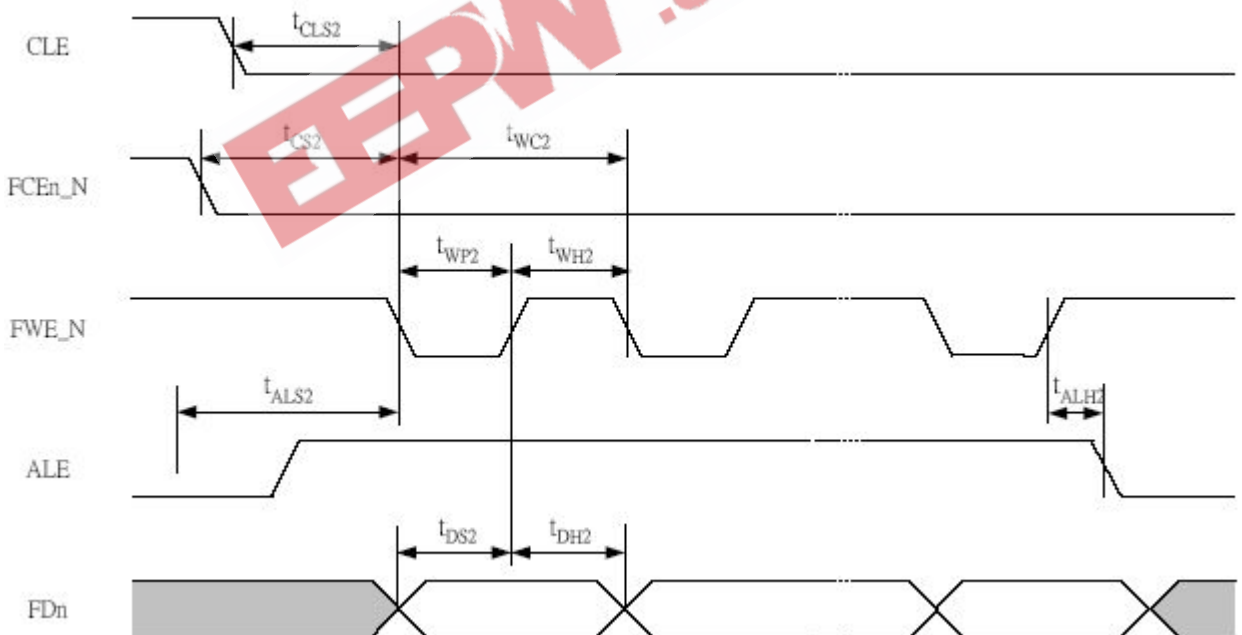 CLE
tCLS2
EEPW
FCEn_N
tCS2
tWC2
FWE_N
tWP2
tWH2
ALE
tALS2
tALH2
FDn
tDS2
tDH2